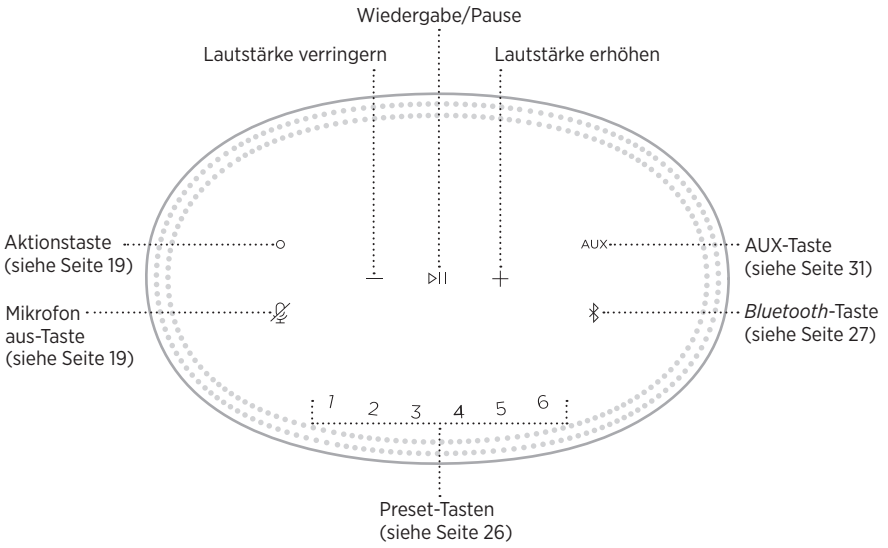 Wiedergabe/Pause
Lautstärke verringern
Lautstärke erhöhen
Aktionstaste
(siehe Seite 19)
AUX
AUX-Taste
(siehe Seite 31)
Mikrofon
aus-Taste
(siehe Seite 19)
Bluetooth-Taste
(siehe Seite 27)
1 2 3 4 5 6
Preset-Tasten
(siehe Seite 26)